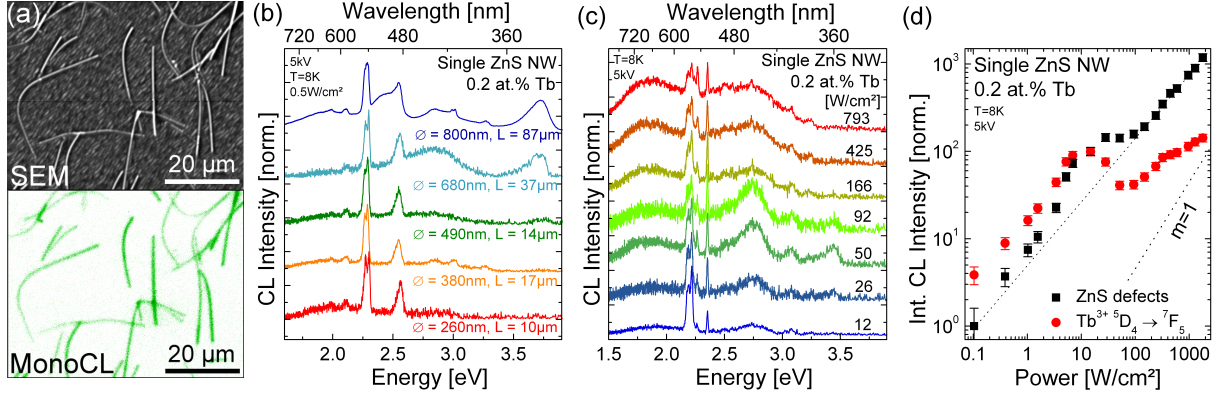 (a)
SEM
20 µm
MonoCL
20 µm
(b)
Wavelength [nm]
720 600 480 360
5kV
T=8K
0.5W/cm²
Single ZnS NW
0.2 at.% Tb
Ø = 800nm, L = 87µm
Ø = 680nm, L = 37µm
Ø = 490nm, L = 14µm
Ø = 380nm, L = 17µm
Ø = 260nm, L = 10µm
CL Intensity [norm.]
2.0 2.5 3.0 3.5
Energy [eV]
(c)
Wavelength [nm]
720 600 480 360
T=8K
5kV
Single ZnS NW
0.2 at.% Tb
[W/cm²]
793
425
166
92
50
26
12
CL Intensity [norm.]
1.5 2.0 2.5 3.0 3.5
Energy [eV]
(d)
Single ZnS NW
0.2 at.% Tb
T=8K
5kV
10³
10²
10¹
10⁰
Int. CL Intensity [norm.]
m=1
ZnS defects
Tb³⁺ ⁵D₄ → ⁷F₅
0.1 1 10 100 1000
Power [W/cm²]